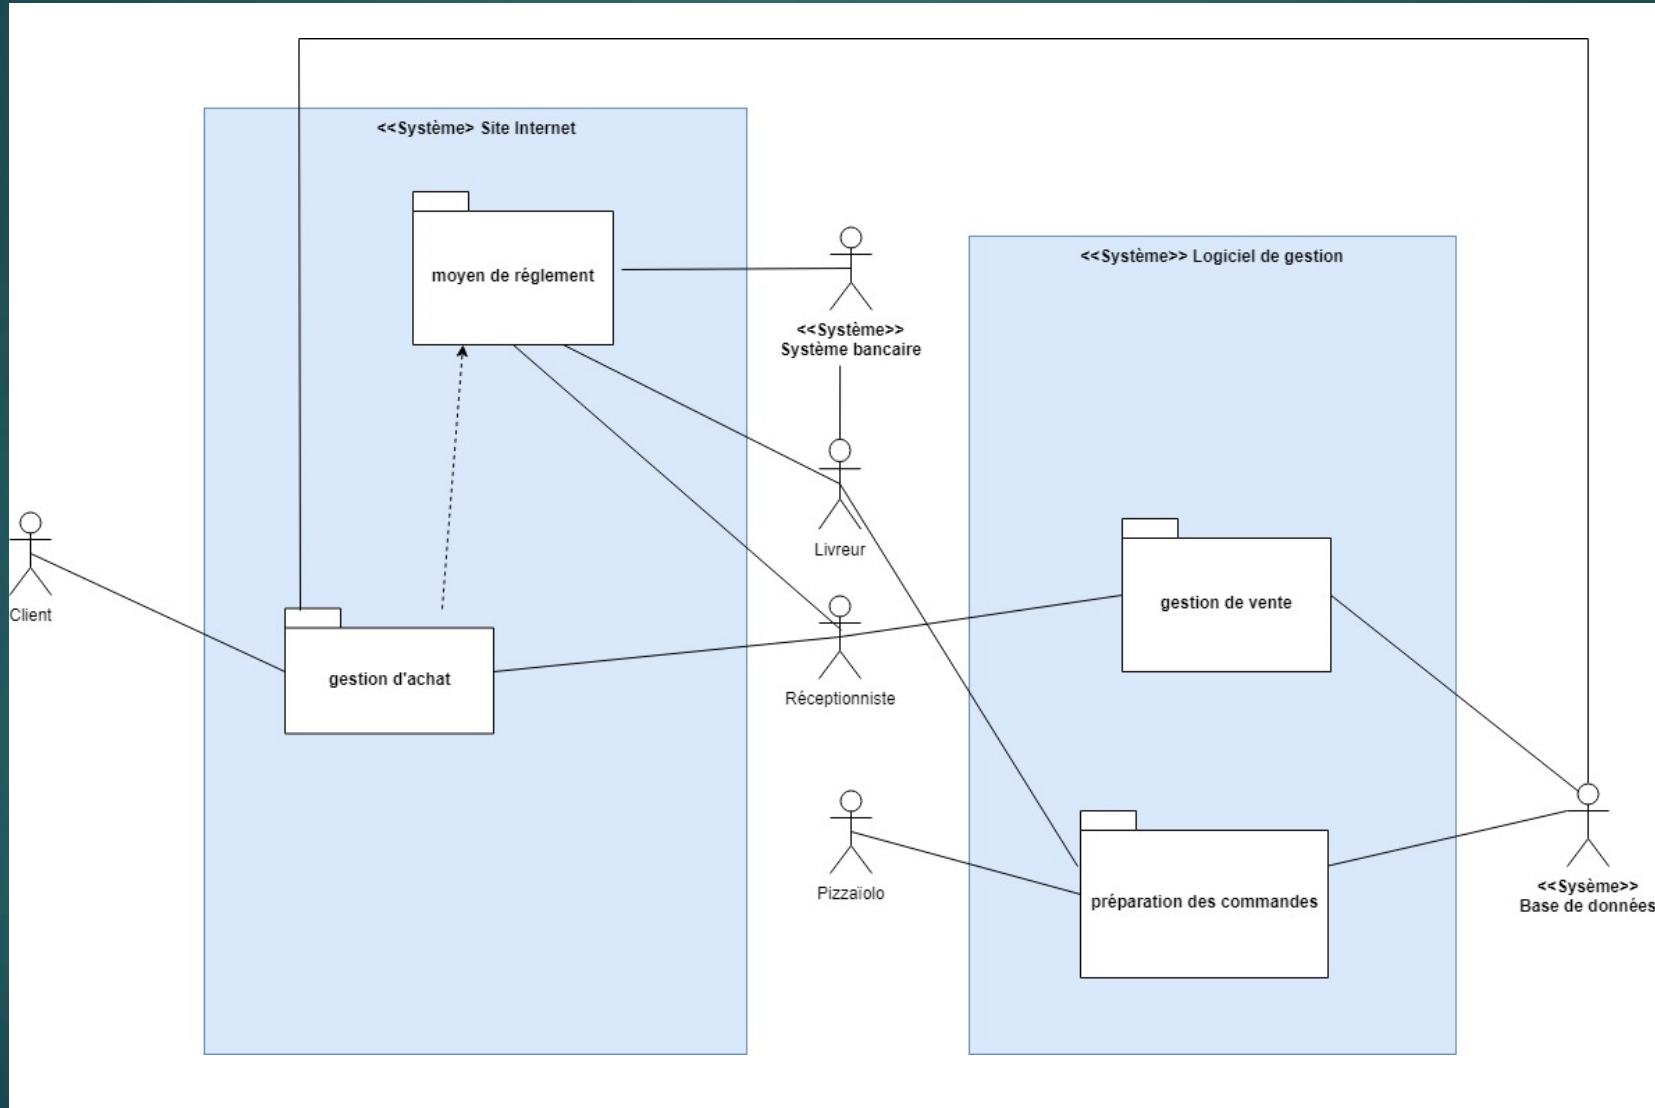 <<Système> Site Internet
moyen de réglement
<<Système>>
Système bancaire
<<Système>> Logiciel de gestion
Livreur
Client
gestion d'achat
Réceptionniste
gestion de vente
Pizzaïolo
préparation des commandes
<<Sysème>>
Base de données